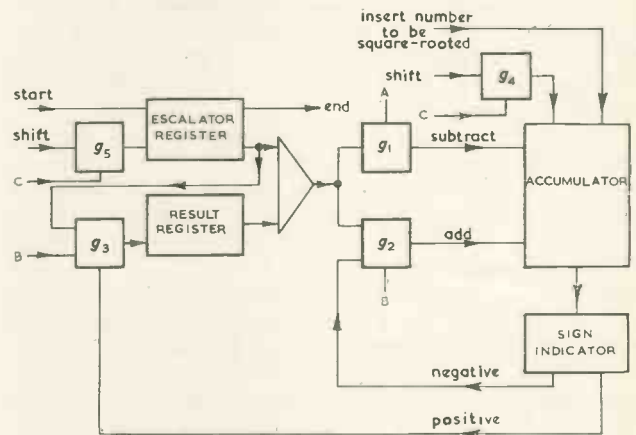 insert number
to be
square-rooted
shift
g4
A
C
start
ESCALATOR
REGISTER
end
shift
g5
g1
subtract
C
ACCUMULATOR
RESULT
REGISTER
g3
g2
add
B
B
SIGN
INDICATOR
negative
positive